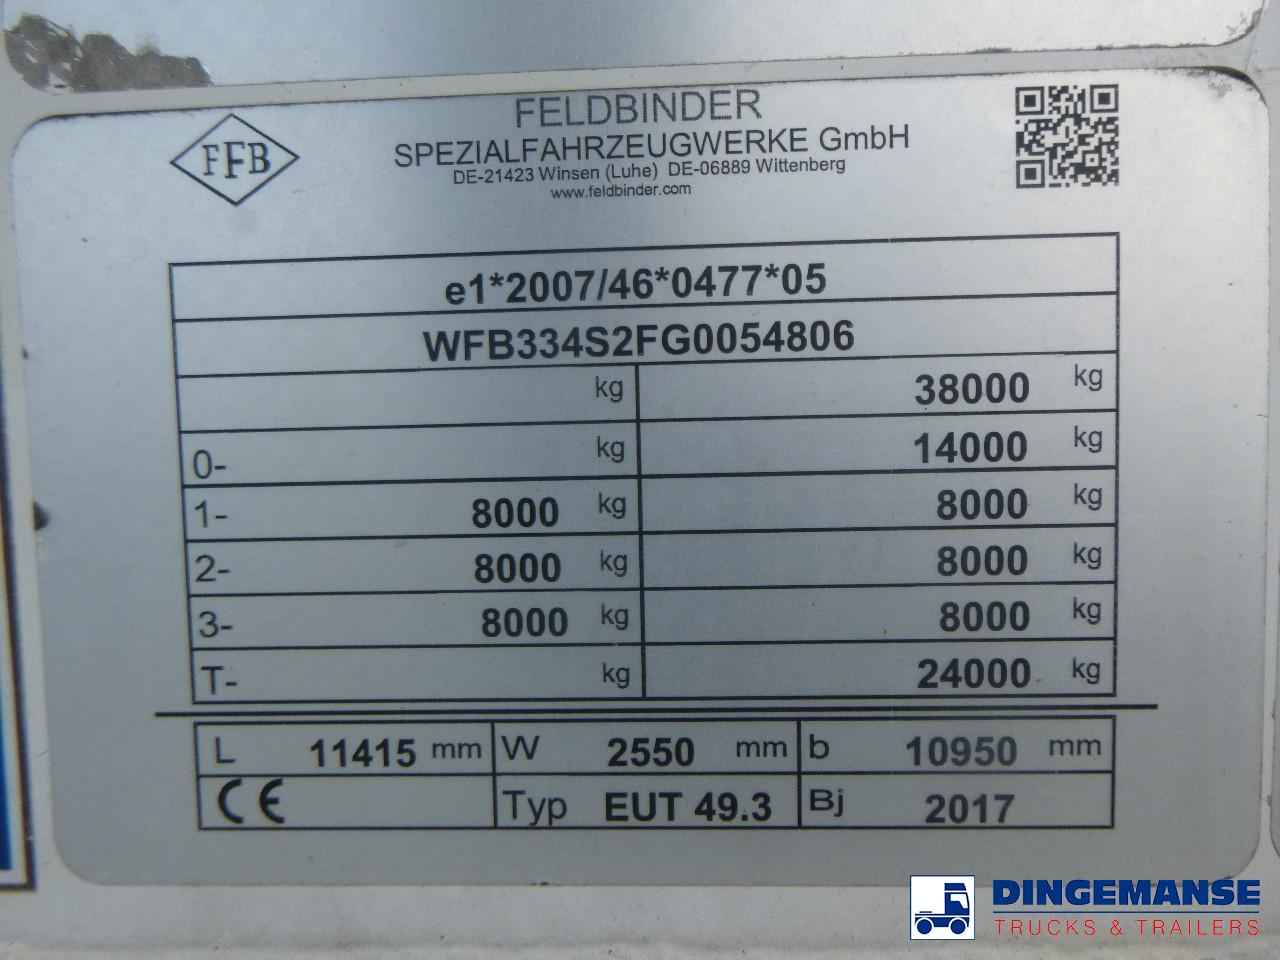 FFB
FELDBINDER
SPEZIALFAHRZEUGWERKE GmbH
DE-21423 Winsen (Luhe) DE-06889 Wittenberg
www.feldbinder.com
e1*2007/46*0477*05
WFB334S2FG0054806
kg 38000 kg
0- kg 14000 kg
1- 8000 kg 8000 kg
2- 8000 kg 8000 kg
3- 8000 kg 8000 kg
T- kg 24000 kg
L 11415 mm W 2550 mm b 10950 mm
CE Typ EUT 49.3 Bj 2017
DINGEMANSE
TRUCKS & TRAILERS